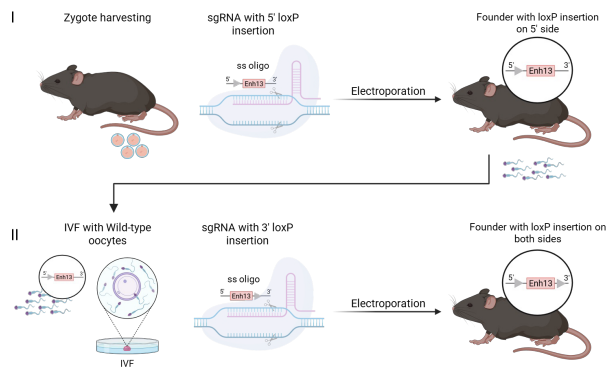 I
Zygote harvesting
sgRNA with 5' loxP
insertion
ss oligo
5' Enh13 3'
Electroporation
Founder with loxP insertion
on 5' side
5' Enh13 3'
II
IVF with Wild-type
oocytes
5' Enh13 3'
IVF
sgRNA with 3' loxP
insertion
ss oligo
5' Enh13 3'
Electroporation
Founder with loxP insertion on
both sides
5' Enh13 3'